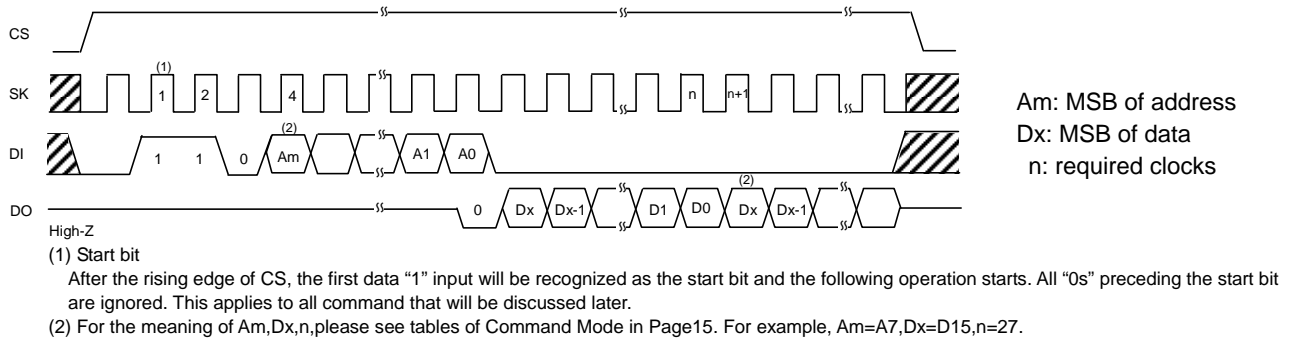 CS
(1)
SK 1 2 4 n n+1
(2)
DI 1 1 0 Am A1 A0
(2)
DO 0 Dx Dx-1 D1 D0 Dx Dx-1
High-Z
Am: MSB of address
Dx: MSB of data
n: required clocks
(1) Start bit
After the rising edge of CS, the first data “1” input will be recognized as the start bit and the following operation starts. All “0s” preceding the start bit
are ignored. This applies to all command that will be discussed later.
(2) For the meaning of Am,Dx,n,please see tables of Command Mode in Page15. For example, Am=A7,Dx=D15,n=27.